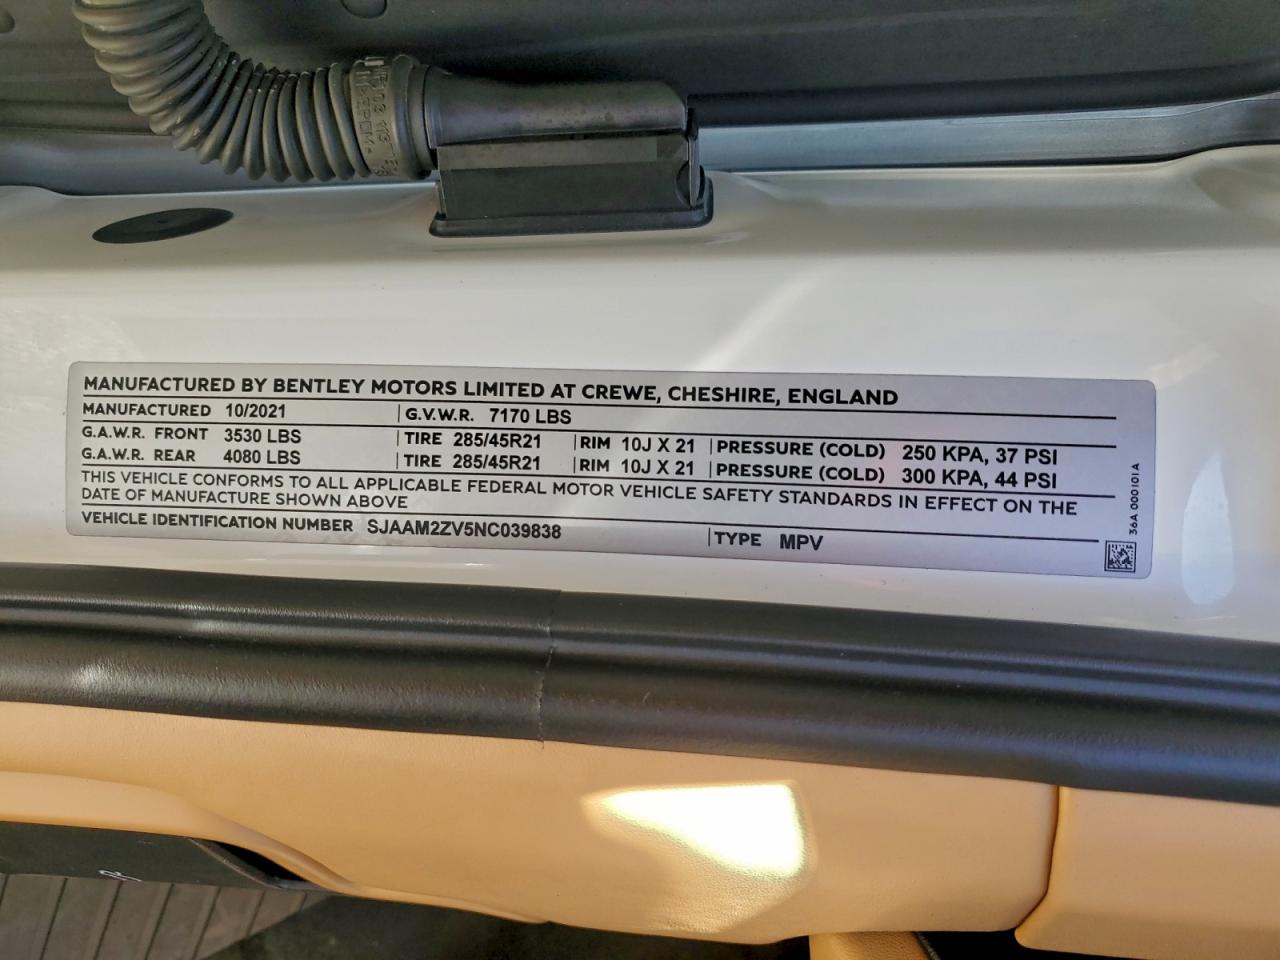 MANUFACTURED BY BENTLEY MOTORS LIMITED AT CREWE, CHESHIRE, ENGLAND
MANUFACTURED 10/2021 G.V.W.R. 7170 LBS
G.A.W.R. FRONT 3530 LBS TIRE 285/45R21 RIM 10J X 21 PRESSURE (COLD) 250 KPA, 37 PSI
G.A.W.R. REAR 4080 LBS TIRE 285/45R21 RIM 10J X 21 PRESSURE (COLD) 300 KPA, 44 PSI
THIS VEHICLE CONFORMS TO ALL APPLICABLE FEDERAL MOTOR VEHICLE SAFETY STANDARDS IN EFFECT ON THE
DATE OF MANUFACTURE SHOWN ABOVE
VEHICLE IDENTIFICATION NUMBER SJAAM2ZV5NC039838 TYPE MPV
36A 000101A